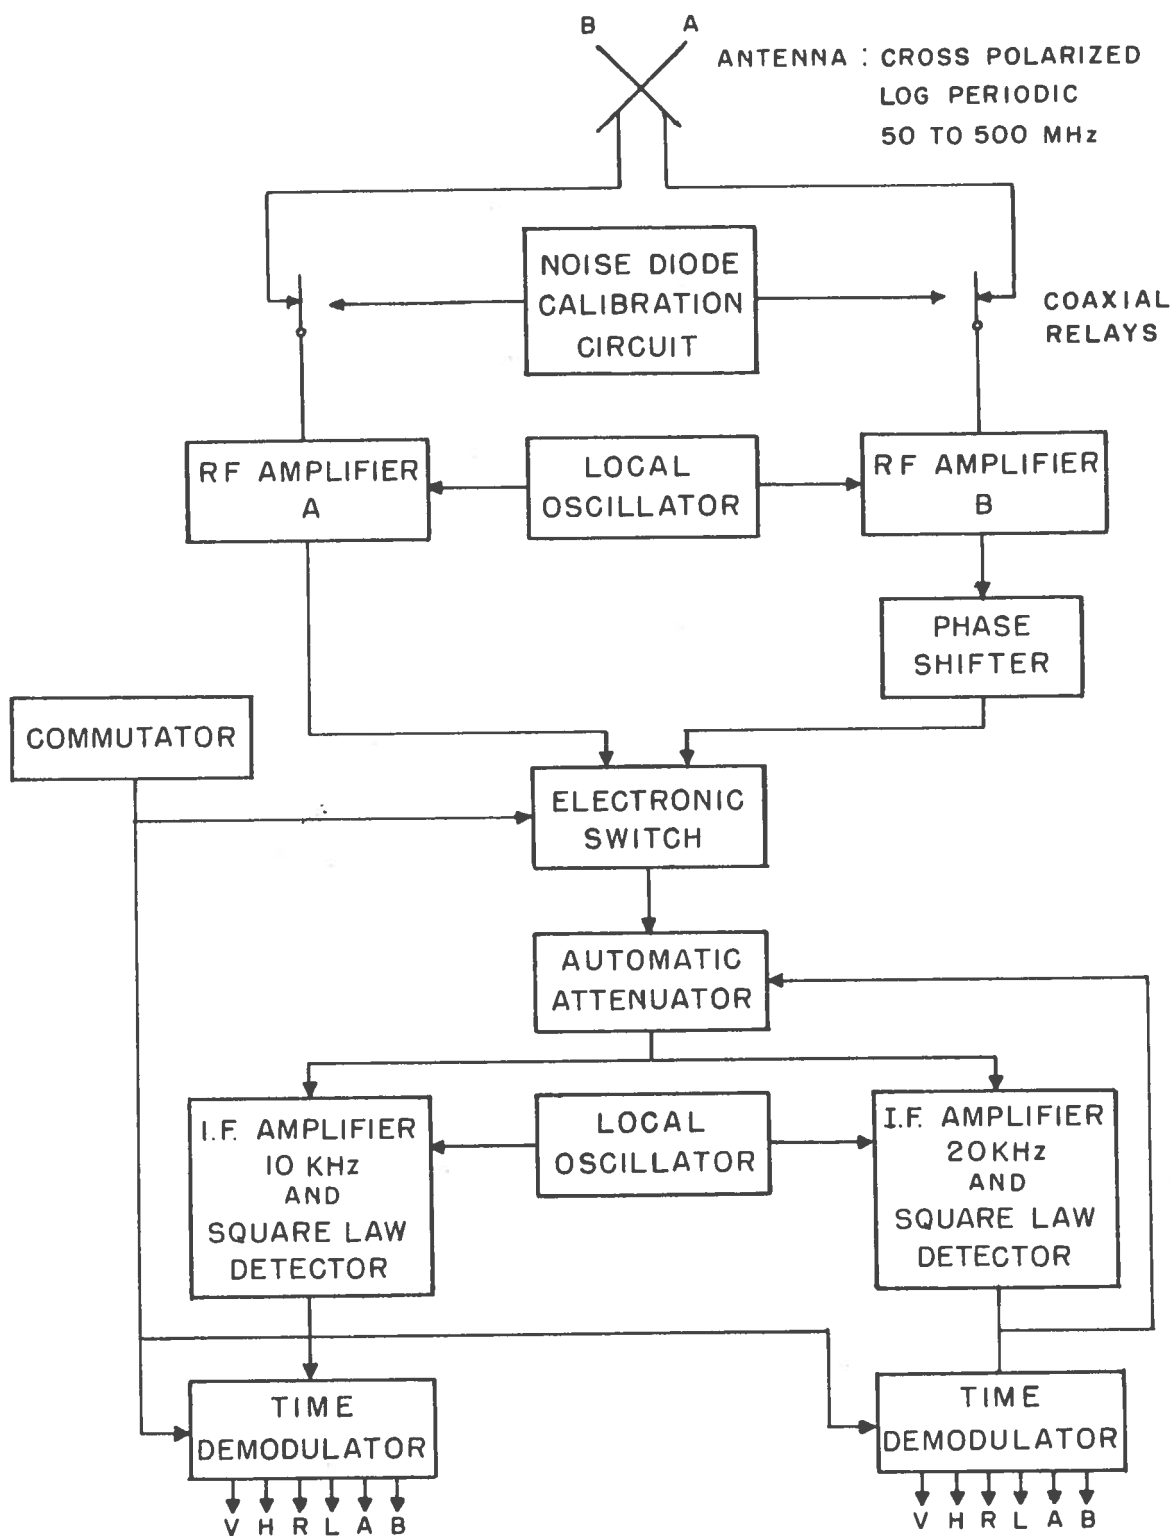 B A
ANTENNA : CROSS POLARIZED
LOG PERIODIC
50 TO 500 MHz
NOISE DIODE
CALIBRATION
CIRCUIT
COAXIAL
RELAYS
RF AMPLIFIER
A
LOCAL
OSCILLATOR
RF AMPLIFIER
B
PHASE
SHIFTER
COMMUTATOR
ELECTRONIC
SWITCH
AUTOMATIC
ATTENUATOR
I.F. AMPLIFIER
10 KHz
AND
SQUARE LAW
DETECTOR
LOCAL
OSCILLATOR
I.F. AMPLIFIER
20KHz
AND
SQUARE LAW
DETECTOR
TIME
DEMODULATOR
V H R L A B
TIME
DEMODULATOR
V H R L A B